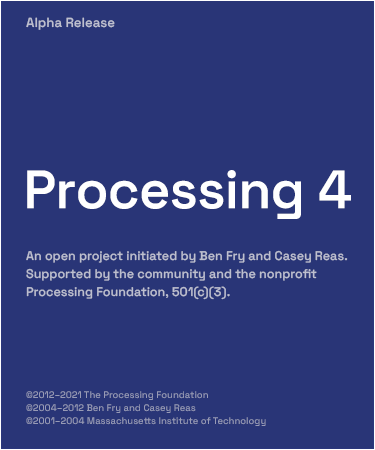 Alpha Release
Processing 4
An open project initiated by Ben Fry and Casey Reas.
Supported by the community and the nonprofit
Processing Foundation, 501(c)(3).
©2012–2021 The Processing Foundation
©2004–2012 Ben Fry and Casey Reas
©2001–2004 Massachusetts Institute of Technology